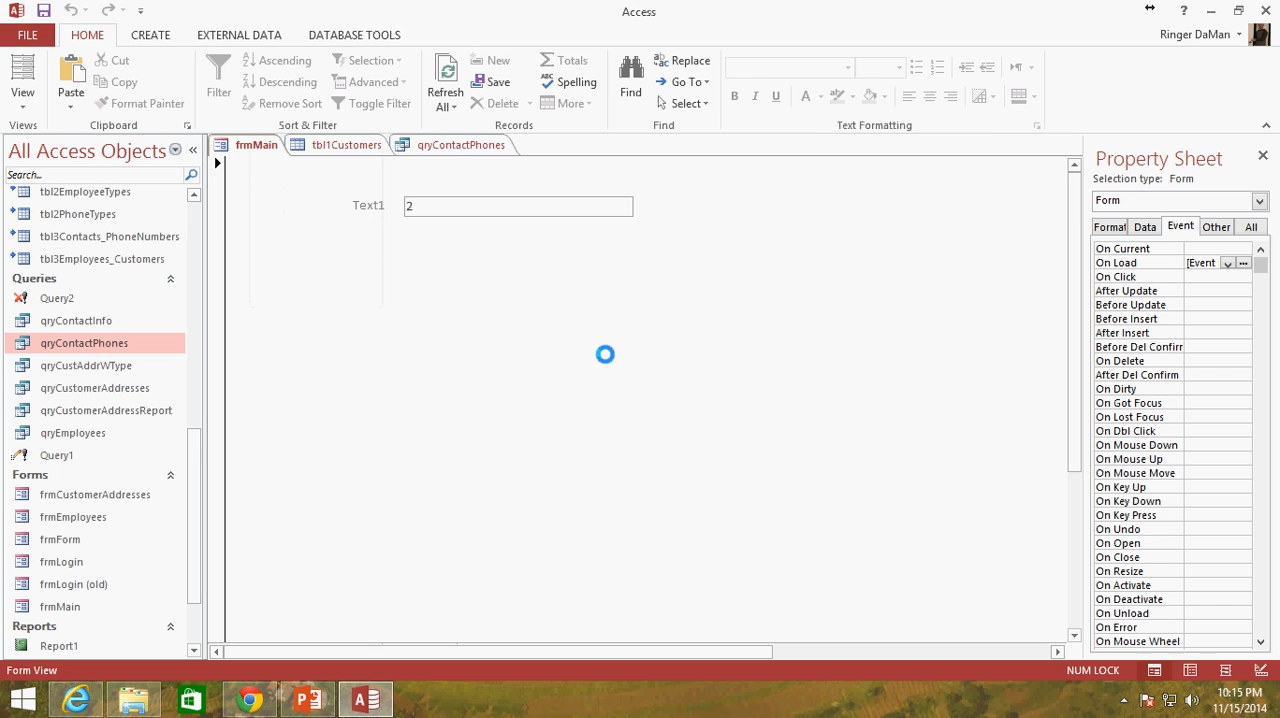 Access
FILE HOME CREATE EXTERNAL DATA DATABASE TOOLS
Ringer DaMan
View
Views
Paste
Cut
Copy
Format Painter
Clipboard
Filter
Ascending
Descending
Remove Sort
Selection
Advanced
Toggle Filter
Sort & Filter
Refresh
All
New
Save
Delete
Totals
Spelling
More
Records
Find
Replace
Go To
Select
Find
B I U A
Text Formatting
All Access Objects
Search...
tbl2EmployeeTypes
tbl2PhoneTypes
tbl3Contacts_PhoneNumbers
tbl3Employees_Customers
Queries
Query2
qryContactInfo
qryContactPhones
qryCustAddrWType
qryCustomerAddresses
qryCustomerAddressReport
qryEmployees
Query1
Forms
frmCustomerAddresses
frmEmployees
frmForm
frmLogin
frmLogin (old)
frmMain
Reports
Report1
frmMain tbl1Customers qryContactPhones
Text1 2
Property Sheet
Selection type: Form
Form
Format Data Event Other All
On Current
On Load [Event
On Click
After Update
Before Update
Before Insert
After Insert
Before Del Confirr
On Delete
After Del Confirm
On Dirty
On Got Focus
On Lost Focus
On Dbl Click
On Mouse Down
On Mouse Up
On Mouse Move
On Key Up
On Key Down
On Key Press
On Undo
On Open
On Close
On Resize
On Activate
On Deactivate
On Unload
On Error
On Mouse Wheel
Form View
NUM LOCK
10:15 PM
11/15/2014